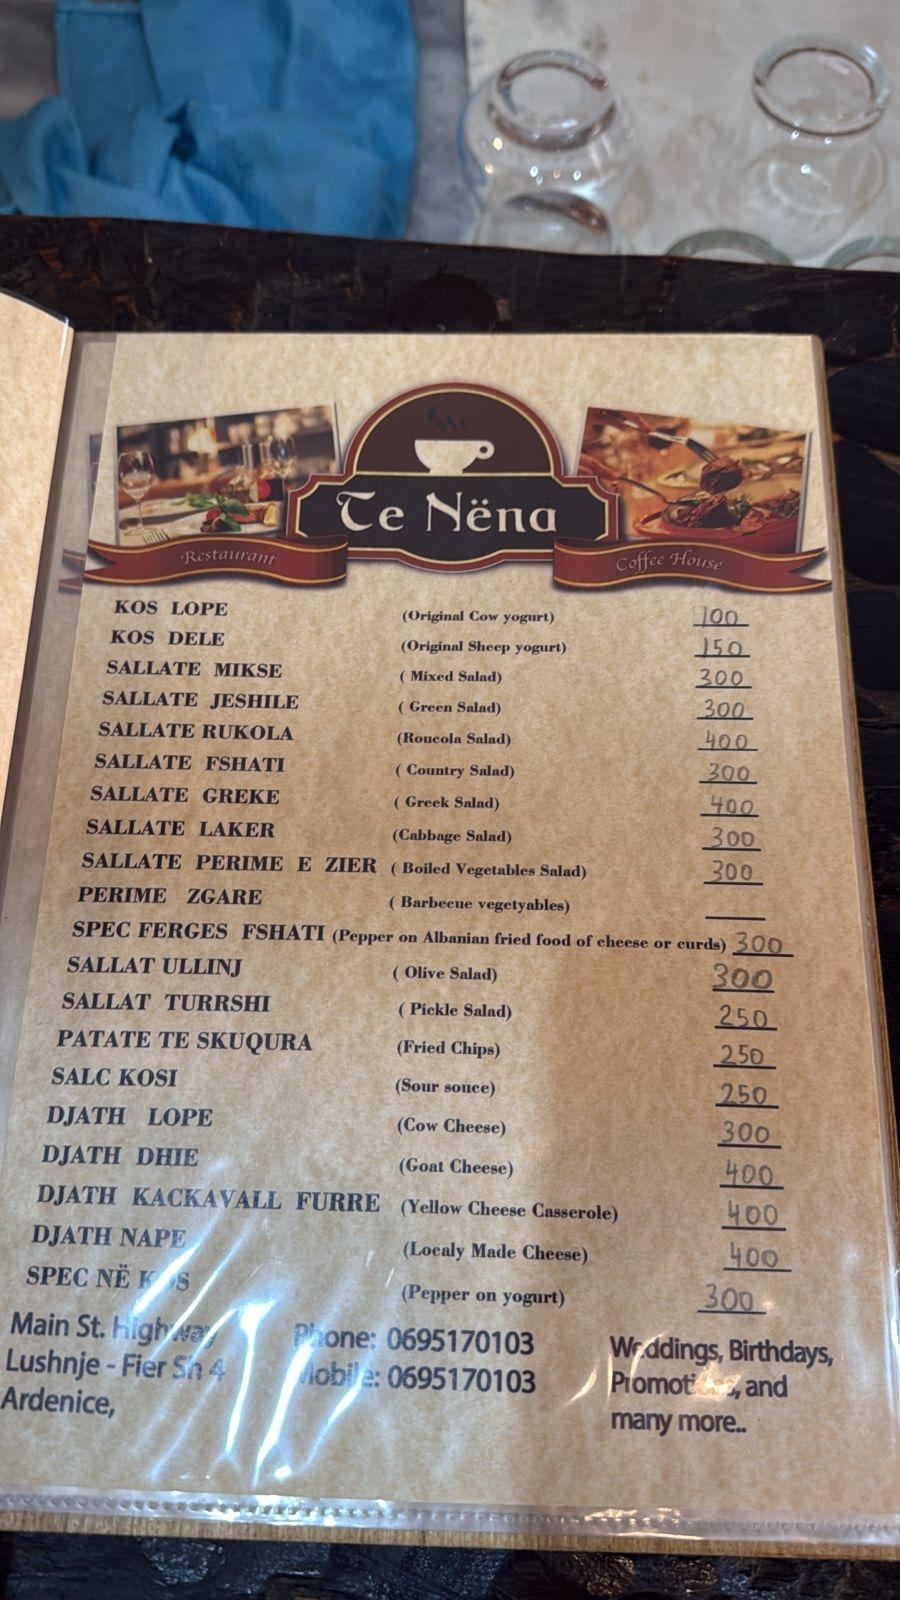 Te Nëna
Restaurant
Coffee House
KOS LOPE (Original Cow yogurt) 100
KOS DELE (Original Sheep yogurt) 150
SALLATE MIKSE ( Mixed Salad) 300
SALLATE JESHILE ( Green Salad) 300
SALLATE RUKOLA (Roucola Salad) 400
SALLATE FSHATI ( Country Salad) 300
SALLATE GREKE ( Greek Salad) 400
SALLATE LAKER (Cabbage Salad) 300
SALLATE PERIME E ZIER ( Boiled Vegetables Salad) 300
PERIME ZGARE ( Barbecue vegetyables)
SPEC FERGES FSHATI (Pepper on Albanian fried food of cheese or curds) 300
SALLAT ULLINJ ( Olive Salad) 300
SALLAT TURRSHI ( Pickle Salad) 250
PATATE TE SKUQURA (Fried Chips) 250
SALC KOSI (Sour souce) 250
DJATH LOPE (Cow Cheese) 300
DJATH DHIE (Goat Cheese) 400
DJATH KACKAVALL FURRE (Yellow Cheese Casserole) 400
DJATH NAPE (Localy Made Cheese) 400
SPEC NË KOS (Pepper on yogurt) 300
Main St. Highway
Lushnje - Fier Sh 4
Ardenice,
Phone: 0695170103
Mobile: 0695170103
Weddings, Birthdays,
Promotions, and
many more..